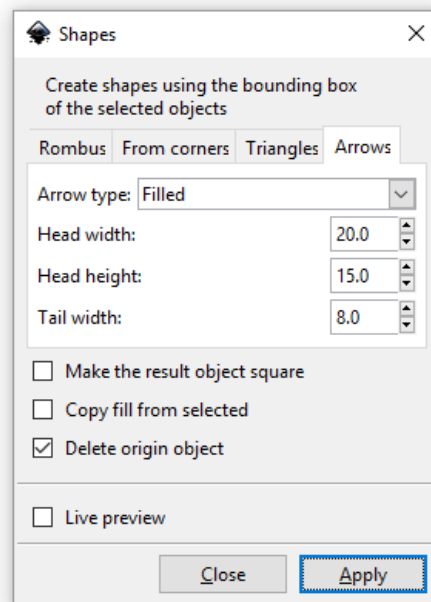 Shapes
Create shapes using the bounding box
of the selected objects
Rombus From corners Triangles Arrows
Arrow type: Filled
Head width: 20.0
Head height: 15.0
Tail width: 8.0
Make the result object square
Copy fill from selected
Delete origin object
Live preview
Close Apply